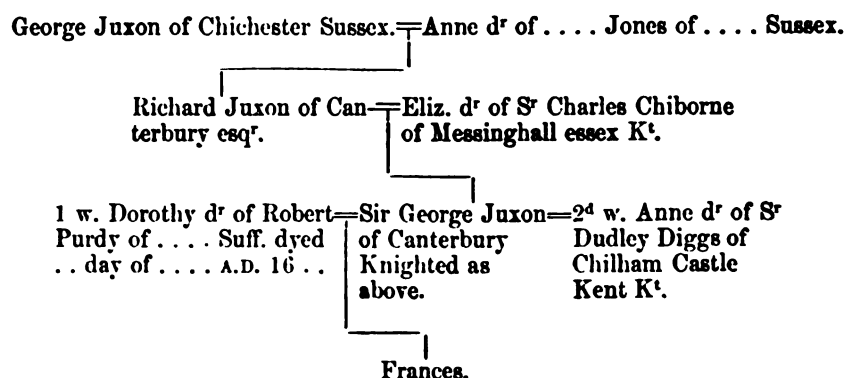 George Juxon of Chichester Sussex. Anne dʳ of .... Jones of .... Sussex.
Richard Juxon of Can- Eliz. dʳ of Sʳ Charles Chiborne
terbury esqʳ. of Messinghall essex Kᵗ.
1 w. Dorothy dʳ of Robert Sir George Juxon 2ᵈ w. Anne dʳ of Sʳ
Purdy of .... Suff. dyed of Canterbury Dudley Diggs of
.. day of .... A.D. 16 .. Knighted as Chilham Castle
above. Kent Kᵗ.
Frances.